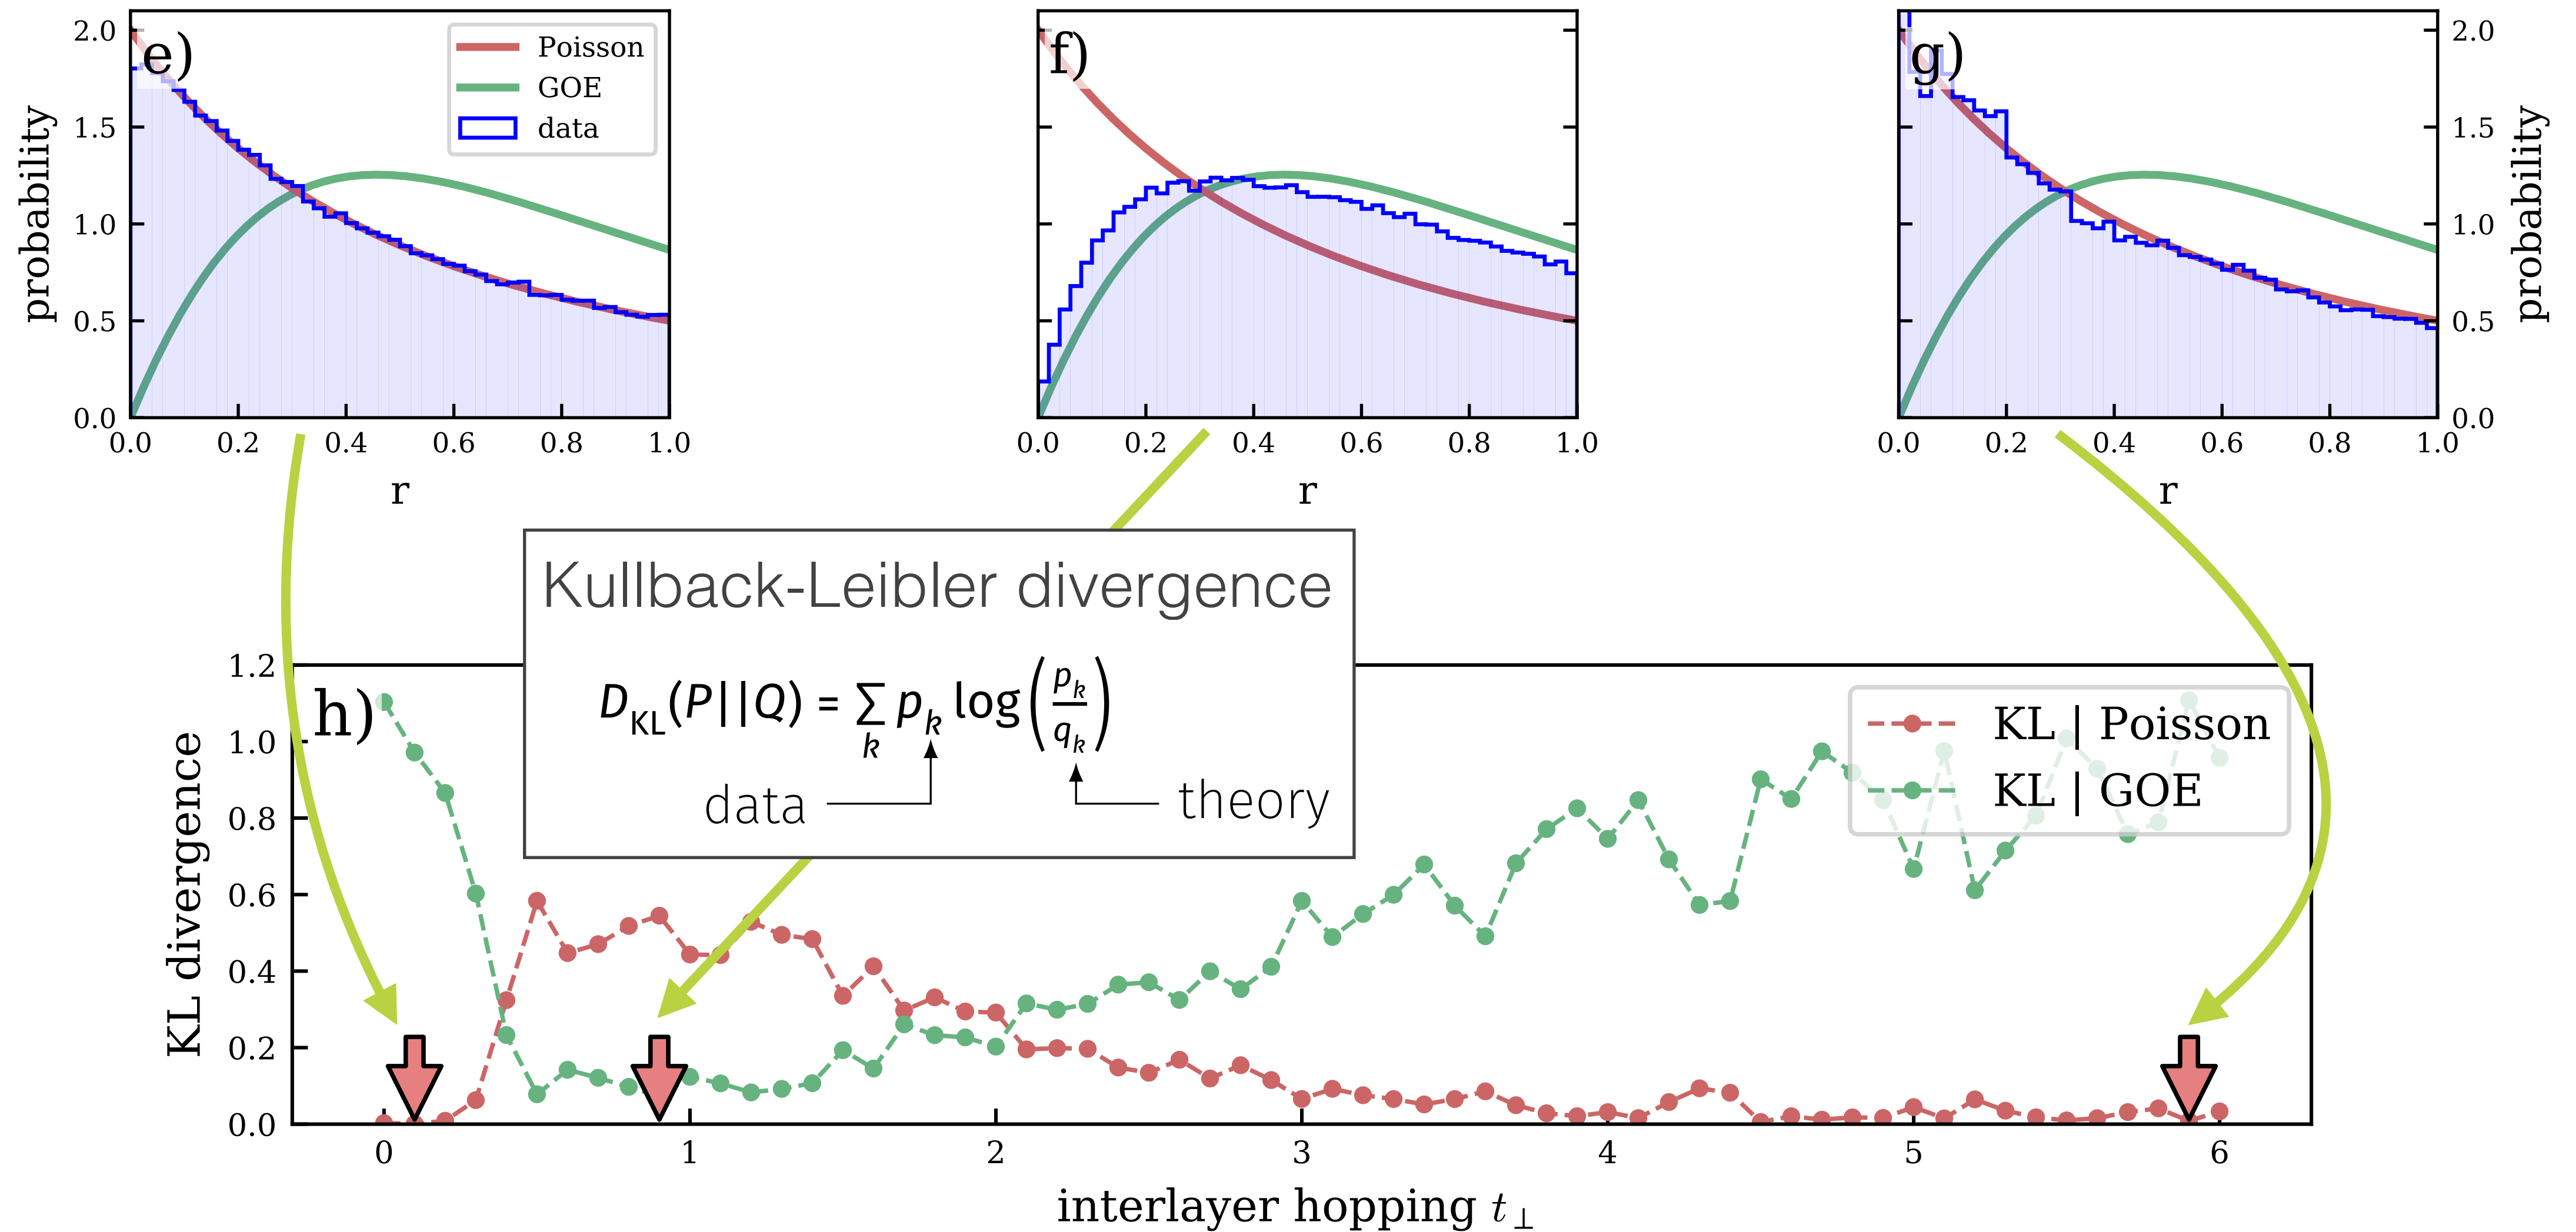 e)
Poisson
GOE
data
probability
2.0
1.5
1.0
0.5
0.0
0.0 0.2 0.4 0.6 0.8 1.0
r
f)
0.0 0.2 0.4 0.6 0.8 1.0
r
g)
2.0
1.5
1.0
0.5
0.0
probability
0.0 0.2 0.4 0.6 0.8 1.0
r
Kullback-Leibler divergence
D_KL(P||Q) = ∑_k p_k log(p_k/q_k)
data
theory
h)
KL | Poisson
KL | GOE
KL divergence
1.2
1.0
0.8
0.6
0.4
0.2
0.0
0 1 2 3 4 5 6
interlayer hopping t_⊥